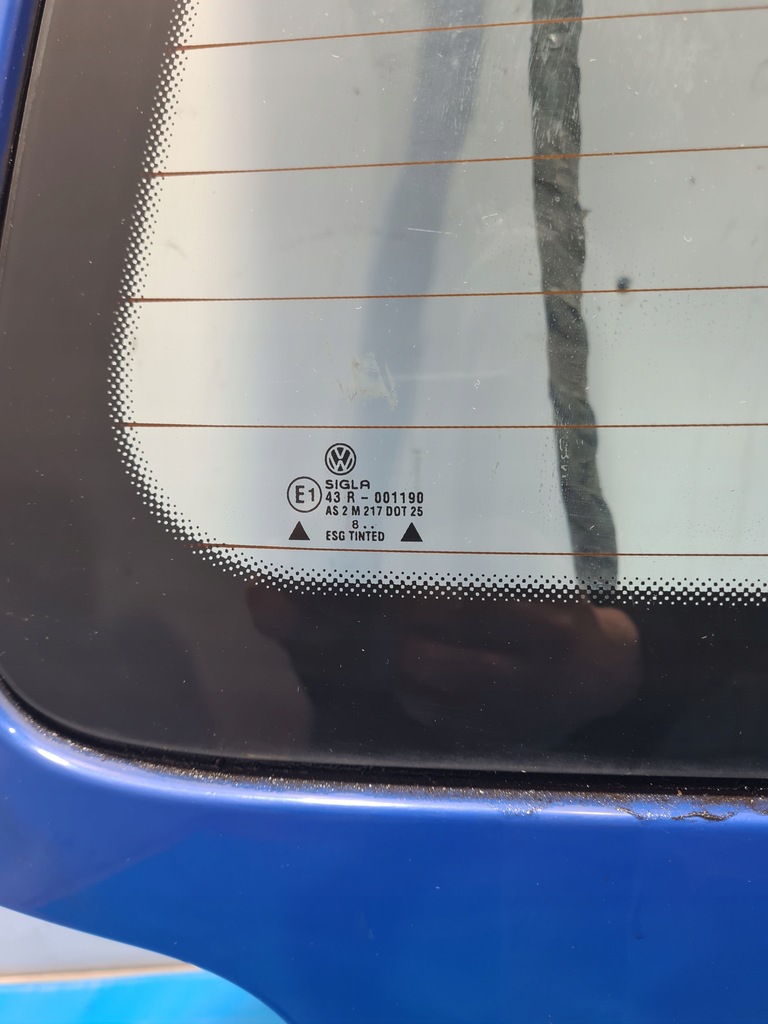 SIGLA
E1
43 R - 001190
AS 2 M 217 DOT 25
8..
ESG TINTED